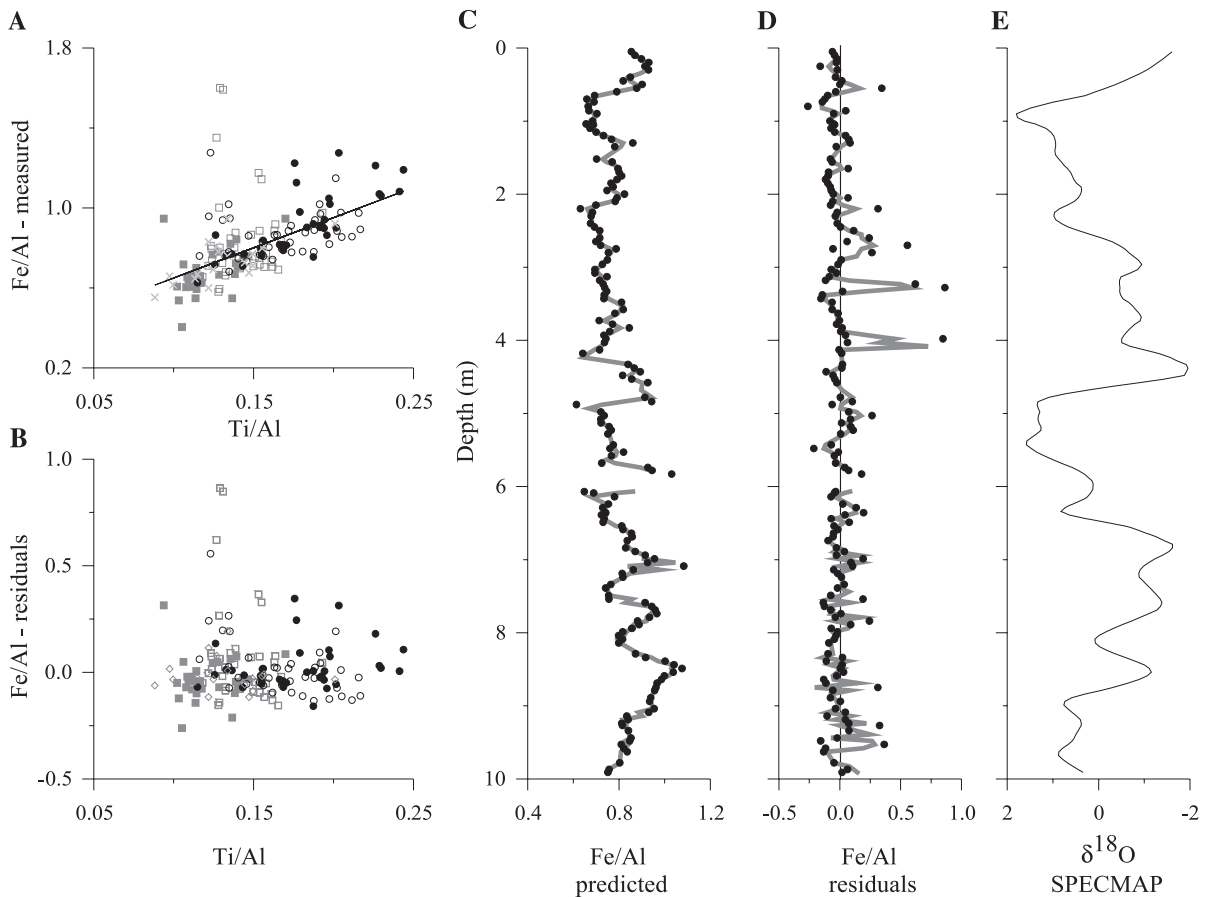 A
1.8
1.0
0.2
Fe/Al - measured
0.05
0.15
0.25
Ti/Al
B
1.0
0.5
0.0
-0.5
Fe/Al - residuals
0.05
0.15
0.25
Ti/Al
C
0
2
4
6
8
10
Depth (m)
0.4
0.8
1.2
Fe/Al
predicted
D
-0.5
0.0
0.5
1.0
Fe/Al
residuals
E
2
0
-2
δ18O
SPECMAP